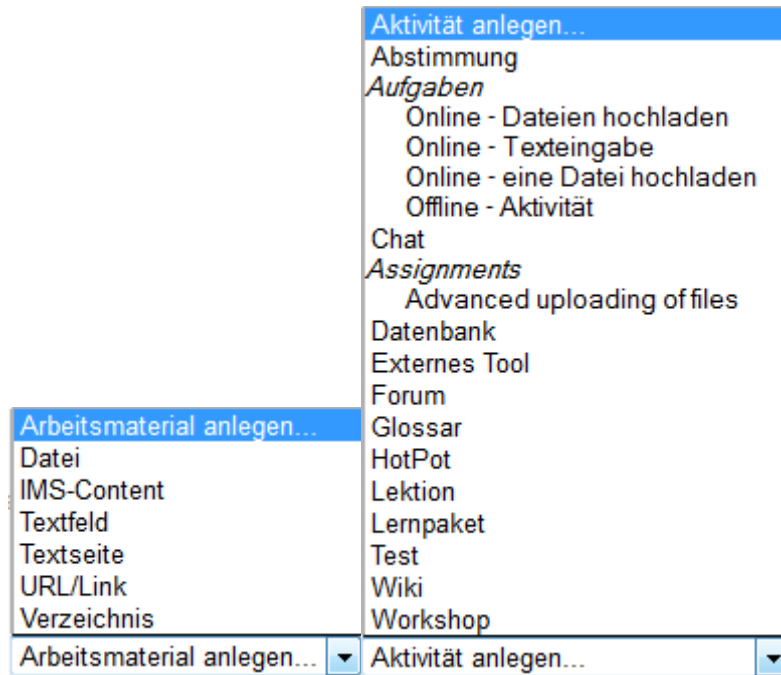 Arbeitsmaterial anlegen...
Datei
IMS-Content
Textfeld
Textseite
URL/Link
Verzeichnis
Arbeitsmaterial anlegen...
Aktivität anlegen...
Abstimmung
Aufgaben
Online - Dateien hochladen
Online - Texteingabe
Online - eine Datei hochladen
Offline - Aktivität
Chat
Assignments
Advanced uploading of files
Datenbank
Externes Tool
Forum
Glossar
HotPot
Lektion
Lernpaket
Test
Wiki
Workshop
Aktivität anlegen...